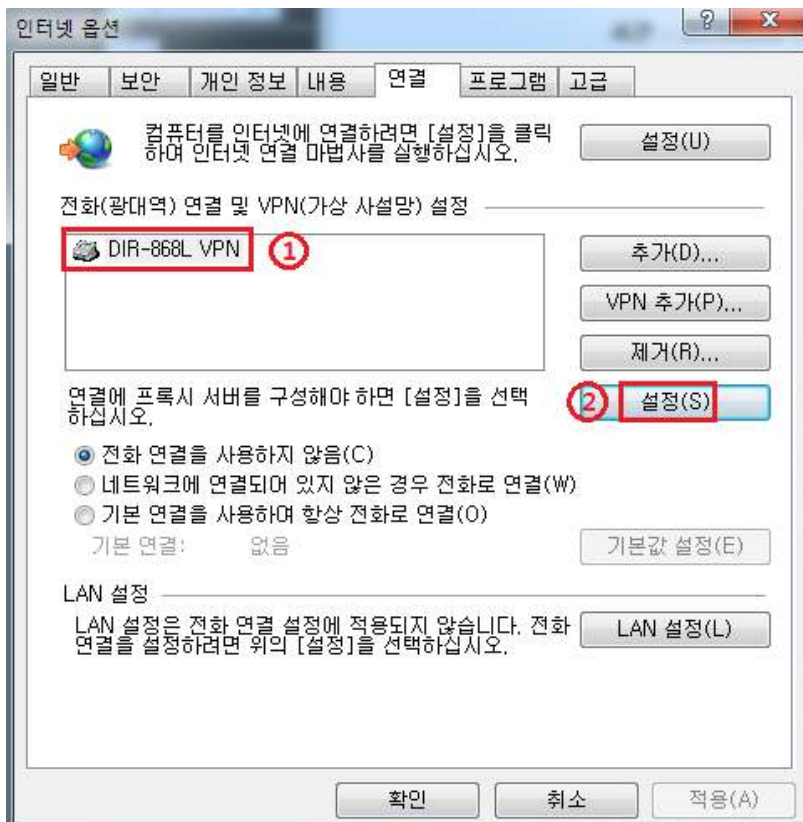 인터넷 옵션
일반 보안 개인 정보 내용 연결 프로그램 고급
컴퓨터를 인터넷에 연결하려면 [설정]을 클릭
하여 인터넷 연결 마법사를 실행하십시오.
설정(U)
전화(광대역) 연결 및 VPN(가상 사설망) 설정
DIR-868L VPN ①
추가(D)...
VPN 추가(P)...
제거(R)...
연결에 프록시 서버를 구성해야 하면 [설정]을 선택
하십시오.
② 설정(S)
전화 연결을 사용하지 않음(C)
네트워크에 연결되어 있지 않은 경우 전화로 연결(W)
기본 연결을 사용하며 항상 전화로 연결(O)
기본 연결: 없음
기본값 설정(E)
LAN 설정
LAN 설정은 전화 연결 설정에 적용되지 않습니다. 전화
연결을 설정하려면 위의 [설정]을 선택하십시오.
LAN 설정(L)
확인 취소 적용(A)